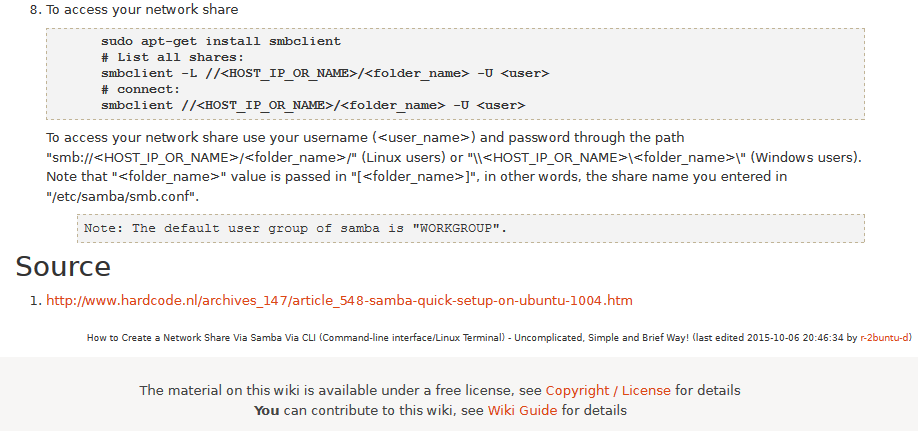 8. To access your network share
sudo apt-get install smbclient
# List all shares:
smbclient -L //<HOST_IP_OR_NAME>/<folder_name> -U <user>
# connect:
smbclient //<HOST_IP_OR_NAME>/<folder_name> -U <user>
To access your network share use your username (<user_name>) and password through the path
"smb://<HOST_IP_OR_NAME>/<folder_name>/" (Linux users) or "\\<HOST_IP_OR_NAME>\<folder_name>\" (Windows users).
Note that "<folder_name>" value is passed in "[<folder_name>]", in other words, the share name you entered in
"/etc/samba/smb.conf".
Note: The default user group of samba is "WORKGROUP".
Source
1. http://www.hardcode.nl/archives_147/article_548-samba-quick-setup-on-ubuntu-1004.htm
How to Create a Network Share Via Samba Via CLI (Command-line interface/Linux Terminal) - Uncomplicated, Simple and Brief Way! (last edited 2015-10-06 20:46:34 by r-2buntu-d)
The material on this wiki is available under a free license, see Copyright / License for details
You can contribute to this wiki, see Wiki Guide for details